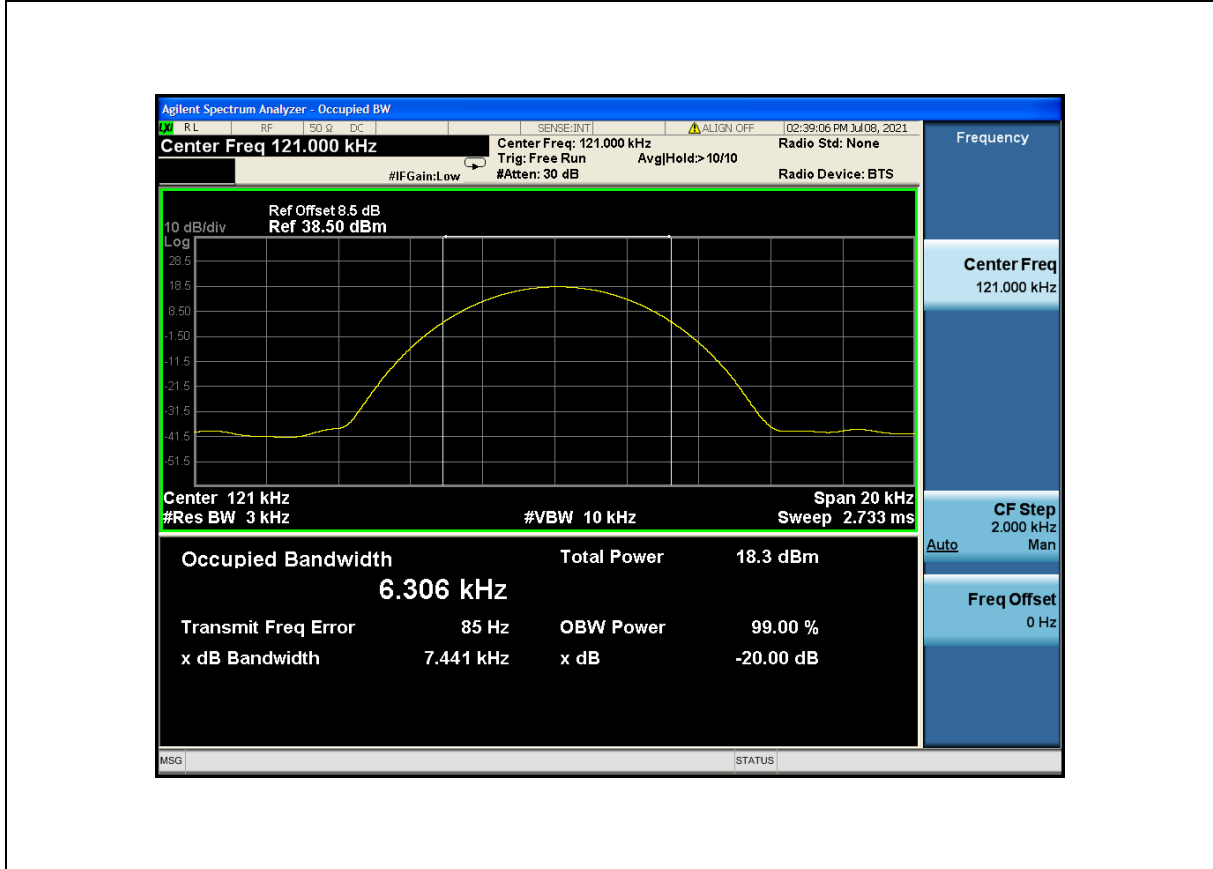 Agilent Spectrum Analyzer - Occupied BW
LXI RL RF 50 Ω DC SENSE:INT ALIGN OFF 02:39:06 PM Jul 08, 2021
Center Freq 121.000 kHz
#IFGain:Low
Center Freq: 121.000 kHz
Trig: Free Run Avg|Hold:>10/10
#Atten: 30 dB
Radio Std: None
Radio Device: BTS
Ref Offset 8.5 dB
10 dB/div Ref 38.50 dBm
Log
28.5
18.5
8.50
-1.50
-11.5
-21.5
-31.5
-41.5
-51.5
Center 121 kHz Span 20 kHz
#Res BW 3 kHz #VBW 10 kHz Sweep 2.733 ms
Occupied Bandwidth Total Power 18.3 dBm
6.306 kHz
Transmit Freq Error 85 Hz OBW Power 99.00 %
x dB Bandwidth 7.441 kHz x dB -20.00 dB
MSG STATUS
Frequency
Center Freq
121.000 kHz
CF Step
2.000 kHz
Auto Man
Freq Offset
0 Hz